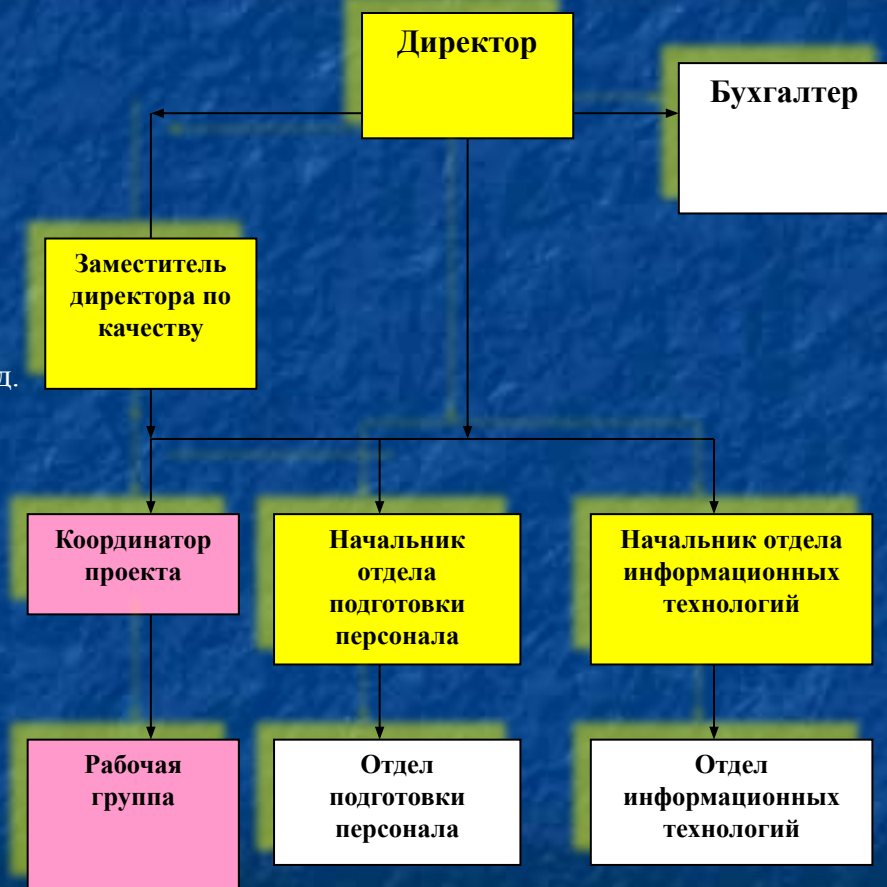 Директор
Бухгалтер
Заместитель
директора по
качеству
д.
Координатор
проекта
Начальник
отдела
подготовки
персонала
Начальник отдела
информационных
технологий
Рабочая
группа
Отдел
подготовки
персонала
Отдел
информационных
технологий